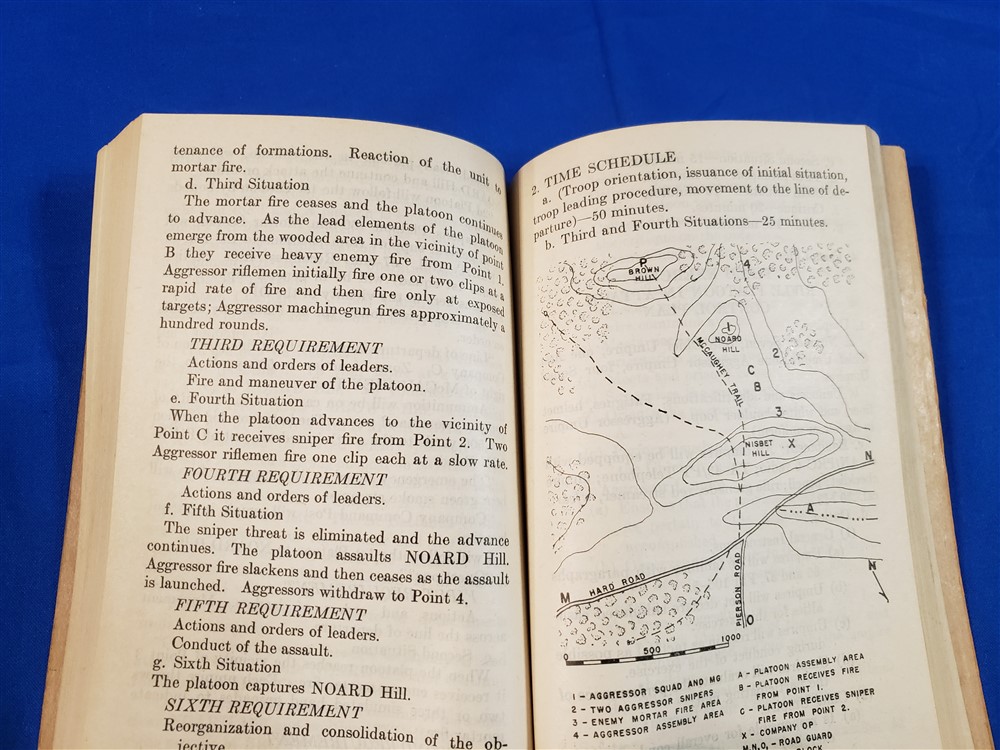 tenance of formations. Reaction of the unit to
mortar fire.
d. Third Situation
The mortar fire ceases and the platoon continues
to advance. As the lead elements of the platoon
emerge from the wooded area in the vicinity of point
B they receive heavy enemy fire from Point 1.
Aggressor riflemen initially fire one or two clips at a
rapid rate of fire and then fire only at exposed
targets; Aggressor machinegun fires approximately a
hundred rounds.
THIRD REQUIREMENT
Actions and orders of leaders.
Fire and maneuver of the platoon.
e. Fourth Situation
When the platoon advances to the vicinity of
Point C it receives sniper fire from Point 2. Two
Aggressor riflemen fire one clip each at a slow rate.
FOURTH REQUIREMENT
Actions and orders of leaders.
f. Fifth Situation
The sniper threat is eliminated and the advance
continues. The platoon assaults NOARD Hill.
Aggressor fire slackens and then ceases as the assault
is launched. Aggressors withdraw to Point 4.
FIFTH REQUIREMENT
Actions and orders of leaders.
Conduct of the assault.
g. Sixth Situation
The platoon captures NOARD Hill.
SIXTH REQUIREMENT
Reorganization and consolidation of the ob-
jective.
2. TIME SCHEDULE
a. (Troop orientation, issuance of initial situation,
troop leading procedure, movement to the line of de-
parture)—50 minutes.
b. Third and Fourth Situations—25 minutes.
P
BROWN
HILL
4
1
NOARD
HILL
McCAUGHEY TRAIL
2
C
B
3
NISBET
HILL
X
N
A
N
M
HARD ROAD
PIERSON ROAD
O
0
500
1000
1 - AGGRESSOR SQUAD AND MG
2 - TWO AGGRESSOR SNIPERS
3 - ENEMY MORTAR FIRE AREA
4 - AGGRESSOR ASSEMBLY AREA
A - PLATOON ASSEMBLY AREA
B - PLATOON RECEIVES FIRE
FROM POINT 1.
C - PLATOON RECEIVES SNIPER
FIRE FROM POINT 2.
X - COMPANY OP
M,N,O, - ROAD GUARD